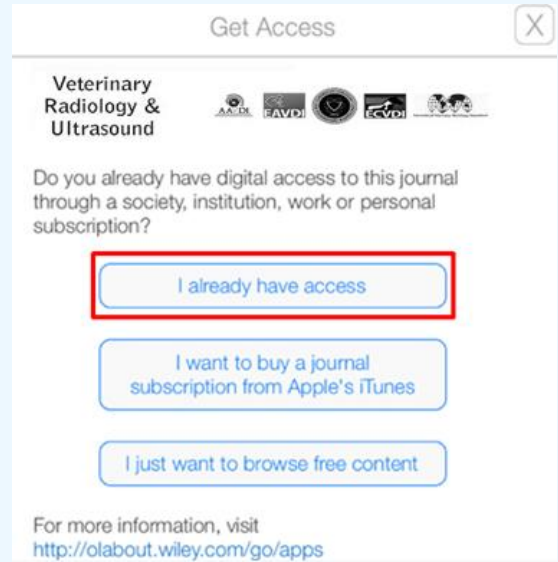 Get Access
X
Veterinary
Radiology &
Ultrasound
EAVDI
ECVDI
Do you already have digital access to this journal
through a society, institution, work or personal
subscription?
I already have access
I want to buy a journal
subscription from Apple's iTunes
I just want to browse free content
For more information, visit
http://olabout.wiley.com/go/apps